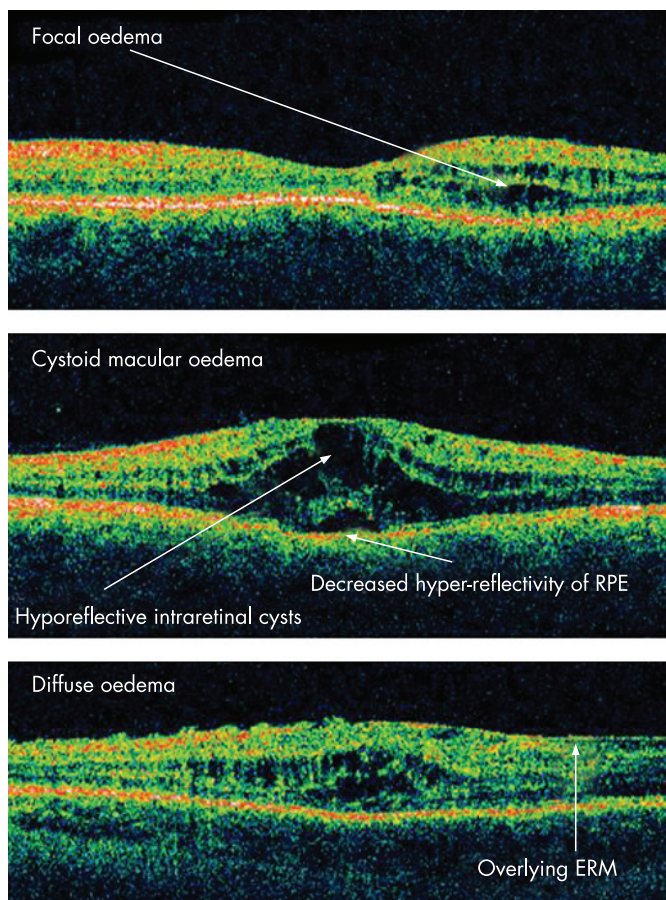 Focal oedema
Cystoid macular oedema
Decreased hyper-reflectivity of RPE
Hyporeflective intraretinal cysts
Diffuse oedema
Overlying ERM